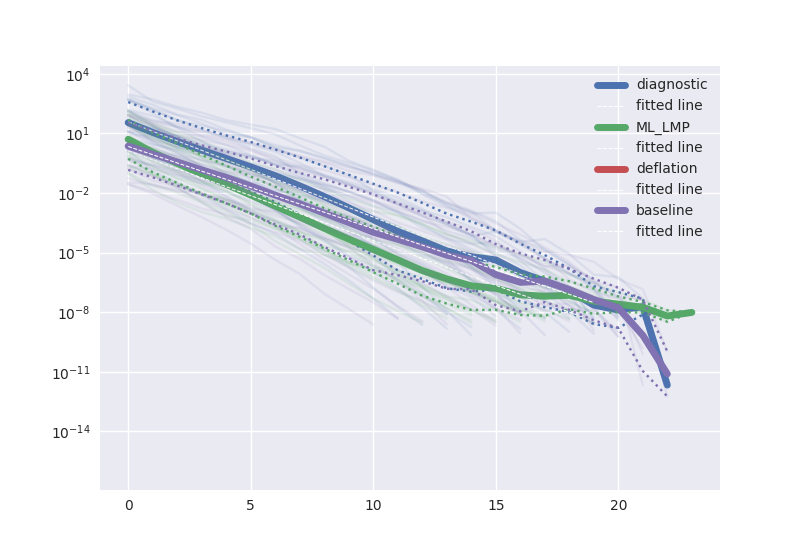 10^4
10^1
10^−2
10^−5
10^−8
10^−11
10^−14
diagnostic
fitted line
ML_LMP
fitted line
deflation
fitted line
baseline
fitted line
0 5 10 15 20